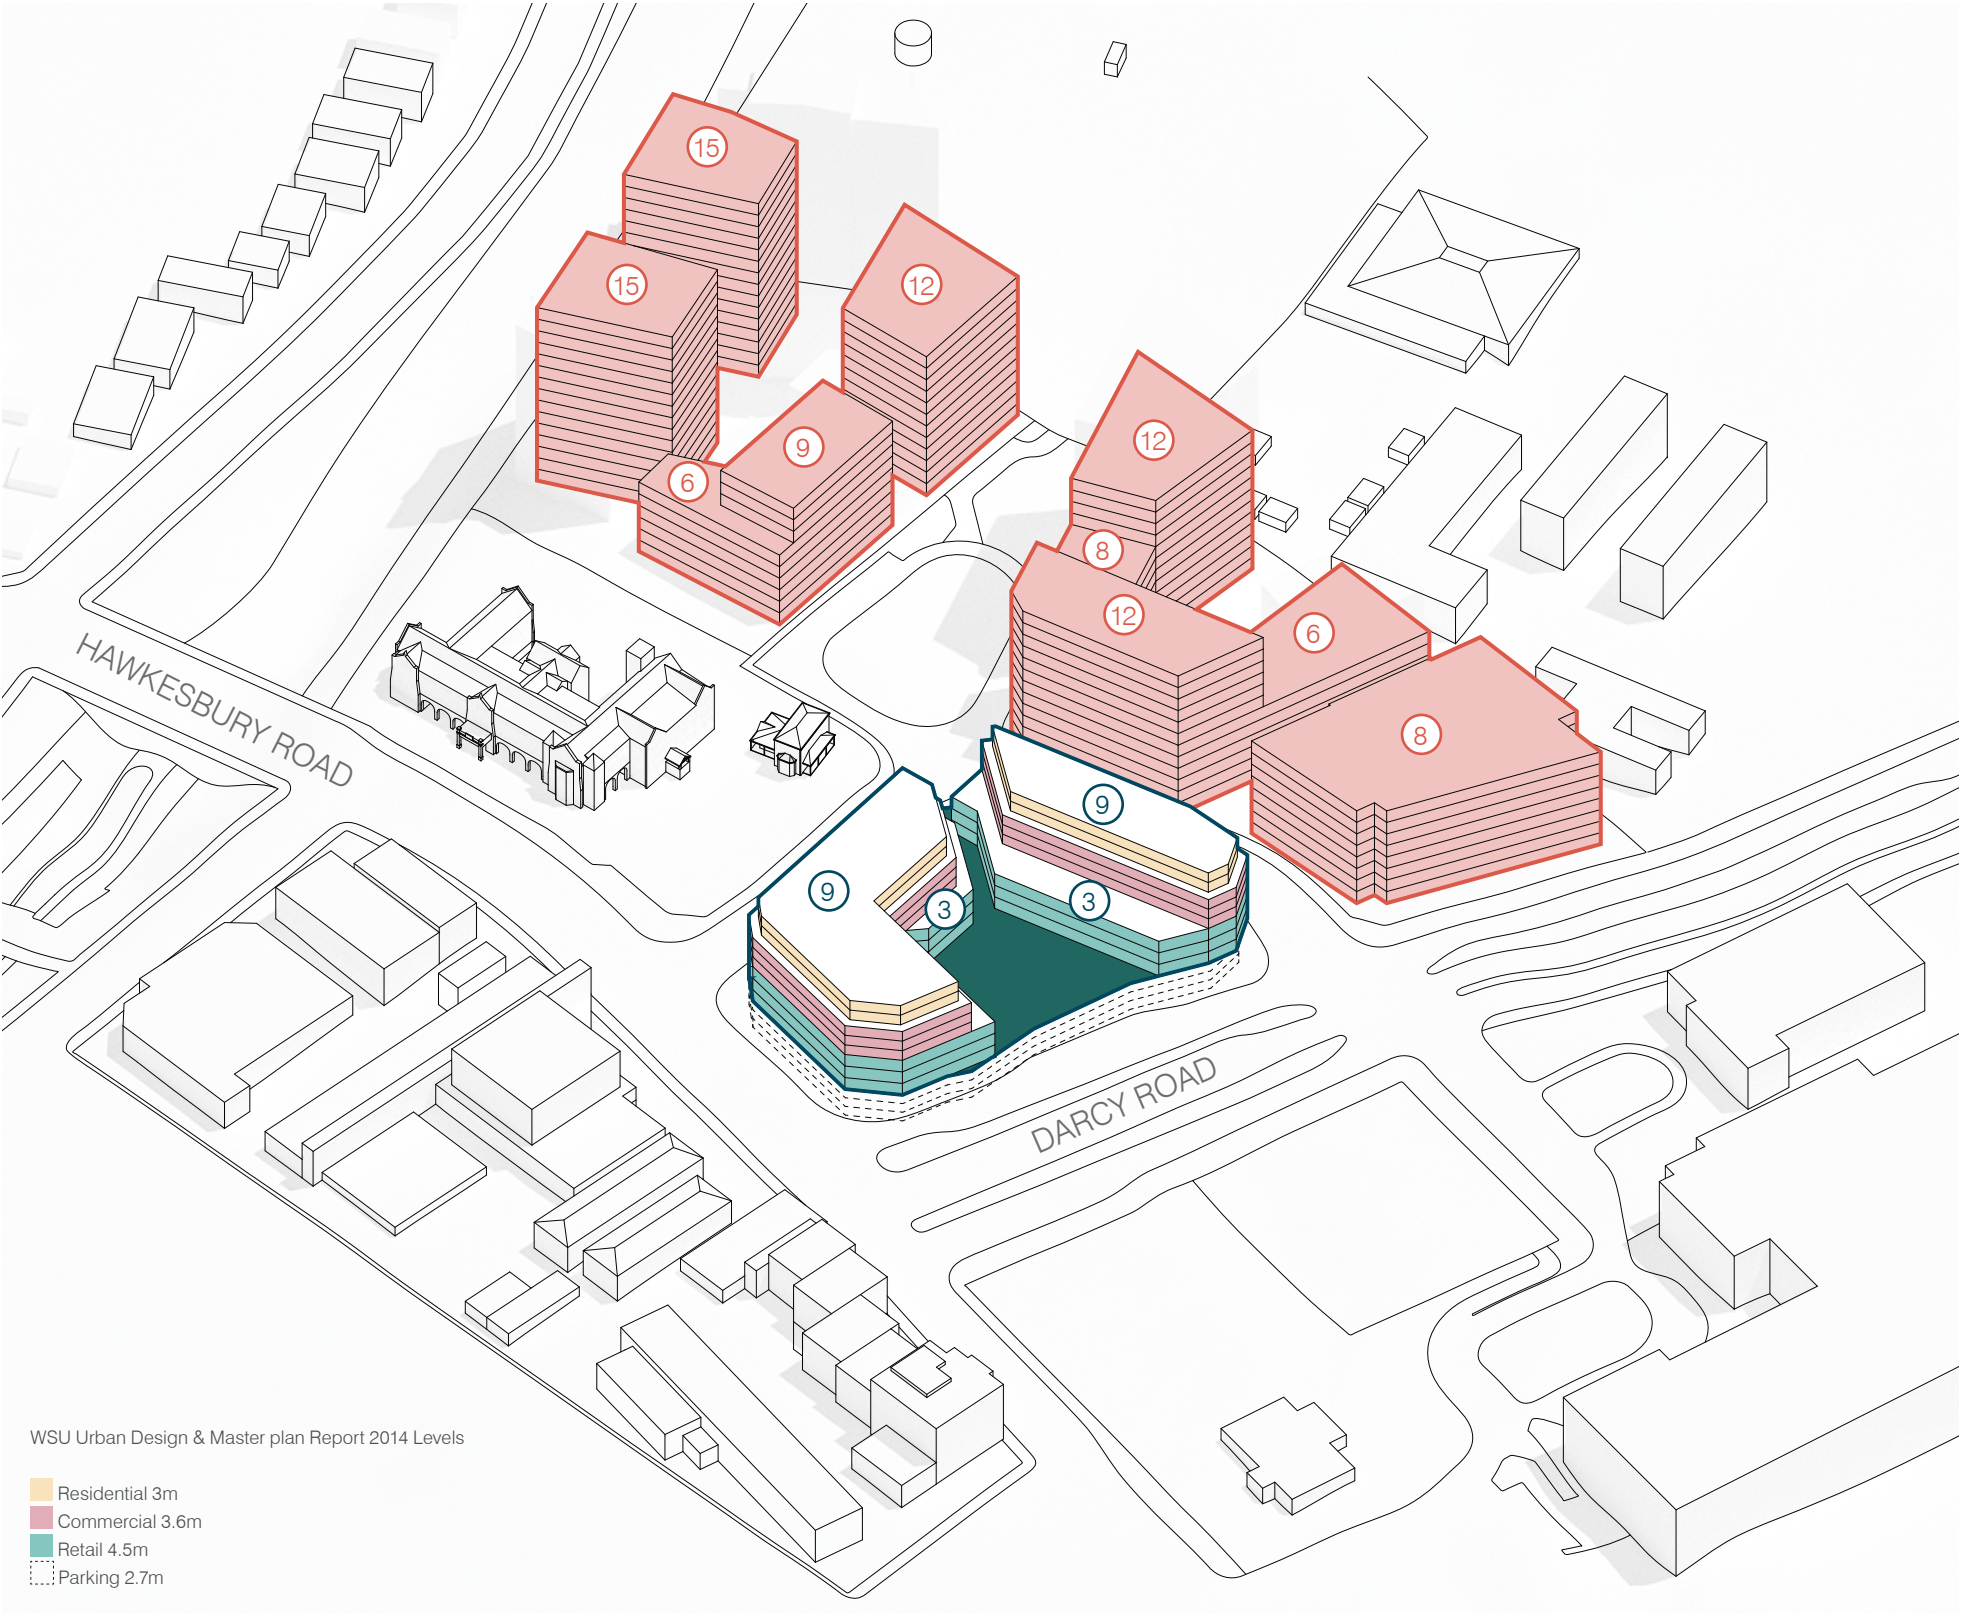 15
15
12
9
6
12
8
12
6
8
HAWKESBURY ROAD
9
9
3
3
DARCY ROAD
WSU Urban Design & Master plan Report 2014 Levels
Residential 3m
Commercial 3.6m
Retail 4.5m
Parking 2.7m